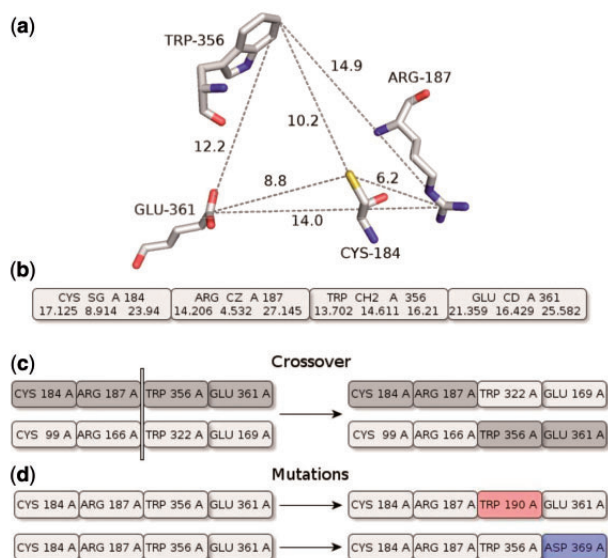 (a)
TRP-356
14.9
ARG-187
10.2
12.2
8.8
6.2
GLU-361
14.0
CYS-184
(b)
CYS SG A 184 ARG CZ A 187 TRP CH2 A 356 GLU CD A 361
17.125 8.914 23.94 14.206 4.532 27.145 13.702 14.611 16.21 21.359 16.429 25.582
(c) Crossover
CYS 184 A ARG 187 A TRP 356 A GLU 361 A CYS 184 A ARG 187 A TRP 322 A GLU 169 A
CYS 99 A ARG 166 A TRP 322 A GLU 169 A CYS 99 A ARG 166 A TRP 356 A GLU 361 A
(d) Mutations
CYS 184 A ARG 187 A TRP 356 A GLU 361 A CYS 184 A ARG 187 A TRP 190 A GLU 361 A
CYS 184 A ARG 187 A TRP 356 A GLU 361 A CYS 184 A ARG 187 A TRP 356 A ASP 369 A